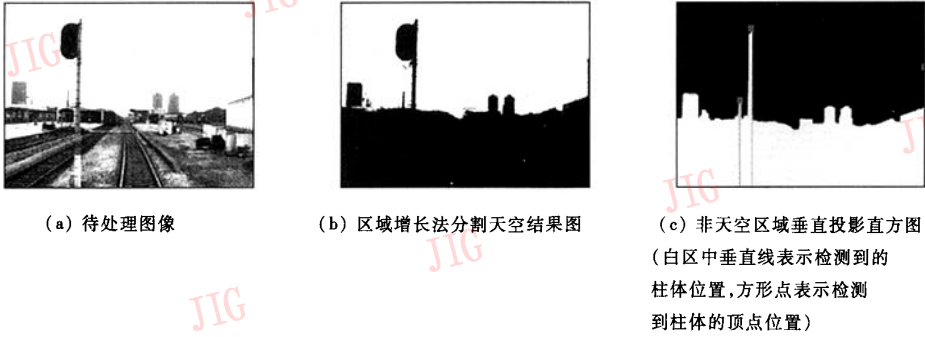 JIG
JIG
JIG
(a) 待处理图像
(b) 区域增长法分割天空结果图
(c) 非天空区域垂直投影直方图
(白区中垂直线表示检测到的
柱体位置,方形点表示检测
到柱体的顶点位置)
JIG
JIG
JIG